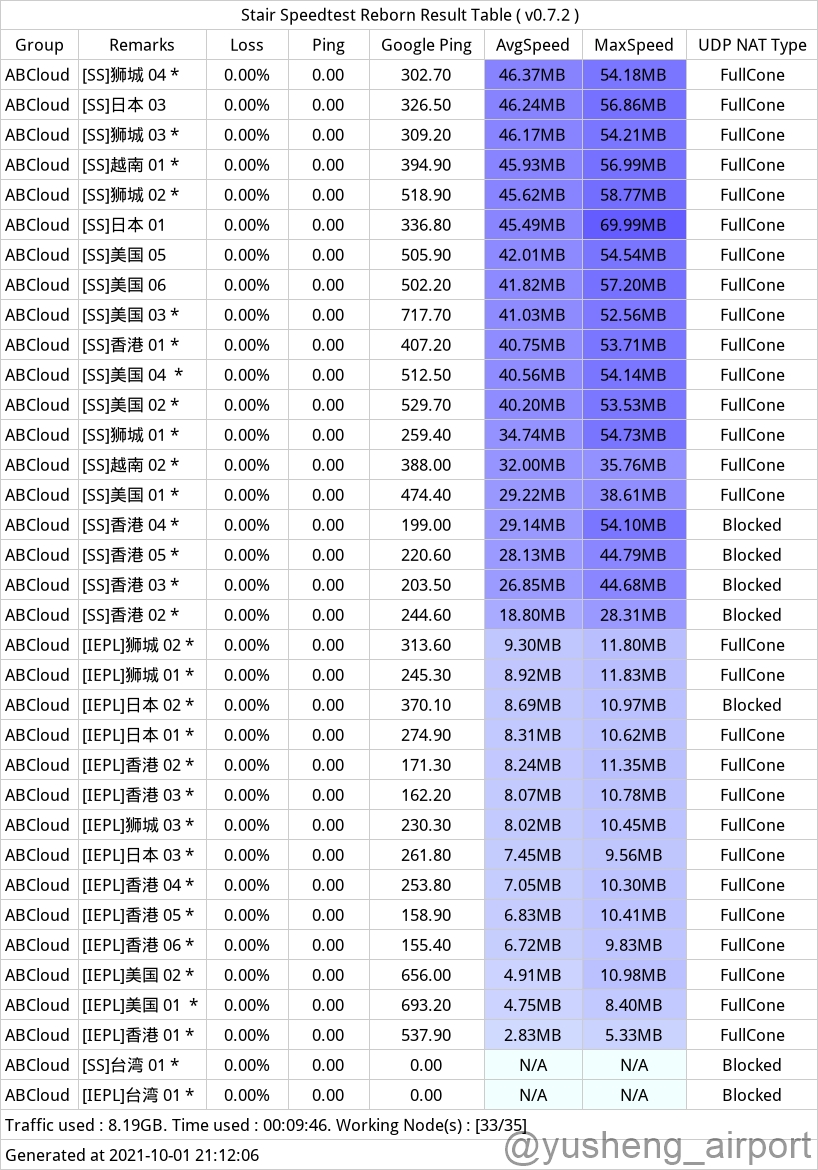 Stair Speedtest Reborn Result Table ( v0.7.2 )
Group Remarks Loss Ping Google Ping AvgSpeed MaxSpeed UDP NAT Type
ABCloud [SS]狮城 04 * 0.00% 0.00 302.70 46.37MB 54.18MB FullCone
ABCloud [SS]日本 03 0.00% 0.00 326.50 46.24MB 56.86MB FullCone
ABCloud [SS]狮城 03 * 0.00% 0.00 309.20 46.17MB 54.21MB FullCone
ABCloud [SS]越南 01 * 0.00% 0.00 394.90 45.93MB 56.99MB FullCone
ABCloud [SS]狮城 02 * 0.00% 0.00 518.90 45.62MB 58.77MB FullCone
ABCloud [SS]日本 01 0.00% 0.00 336.80 45.49MB 69.99MB FullCone
ABCloud [SS]美国 05 0.00% 0.00 505.90 42.01MB 54.54MB FullCone
ABCloud [SS]美国 06 0.00% 0.00 502.20 41.82MB 57.20MB FullCone
ABCloud [SS]美国 03 * 0.00% 0.00 717.70 41.03MB 52.56MB FullCone
ABCloud [SS]香港 01 * 0.00% 0.00 407.20 40.75MB 53.71MB FullCone
ABCloud [SS]美国 04 * 0.00% 0.00 512.50 40.56MB 54.14MB FullCone
ABCloud [SS]美国 02 * 0.00% 0.00 529.70 40.20MB 53.53MB FullCone
ABCloud [SS]狮城 01 * 0.00% 0.00 259.40 34.74MB 54.73MB FullCone
ABCloud [SS]越南 02 * 0.00% 0.00 388.00 32.00MB 35.76MB FullCone
ABCloud [SS]美国 01 * 0.00% 0.00 474.40 29.22MB 38.61MB FullCone
ABCloud [SS]香港 04 * 0.00% 0.00 199.00 29.14MB 54.10MB Blocked
ABCloud [SS]香港 05 * 0.00% 0.00 220.60 28.13MB 44.79MB Blocked
ABCloud [SS]香港 03 * 0.00% 0.00 203.50 26.85MB 44.68MB Blocked
ABCloud [SS]香港 02 * 0.00% 0.00 244.60 18.80MB 28.31MB Blocked
ABCloud [IEPL]狮城 02 * 0.00% 0.00 313.60 9.30MB 11.80MB FullCone
ABCloud [IEPL]狮城 01 * 0.00% 0.00 245.30 8.92MB 11.83MB FullCone
ABCloud [IEPL]日本 02 * 0.00% 0.00 370.10 8.69MB 10.97MB Blocked
ABCloud [IEPL]日本 01 * 0.00% 0.00 274.90 8.31MB 10.62MB FullCone
ABCloud [IEPL]香港 02 * 0.00% 0.00 171.30 8.24MB 11.35MB FullCone
ABCloud [IEPL]香港 03 * 0.00% 0.00 162.20 8.07MB 10.78MB FullCone
ABCloud [IEPL]狮城 03 * 0.00% 0.00 230.30 8.02MB 10.45MB FullCone
ABCloud [IEPL]日本 03 * 0.00% 0.00 261.80 7.45MB 9.56MB FullCone
ABCloud [IEPL]香港 04 * 0.00% 0.00 253.80 7.05MB 10.30MB FullCone
ABCloud [IEPL]香港 05 * 0.00% 0.00 158.90 6.83MB 10.41MB FullCone
ABCloud [IEPL]香港 06 * 0.00% 0.00 155.40 6.72MB 9.83MB FullCone
ABCloud [IEPL]美国 02 * 0.00% 0.00 656.00 4.91MB 10.98MB FullCone
ABCloud [IEPL]美国 01 * 0.00% 0.00 693.20 4.75MB 8.40MB FullCone
ABCloud [IEPL]香港 01 * 0.00% 0.00 537.90 2.83MB 5.33MB FullCone
ABCloud [SS]台湾 01 * 0.00% 0.00 0.00 N/A N/A Blocked
ABCloud [IEPL]台湾 01 * 0.00% 0.00 0.00 N/A N/A Blocked
Traffic used : 8.19GB. Time used : 00:09:46. Working Node(s) : [33/35]
Generated at 2021-10-01 21:12:06
@yusheng_airport